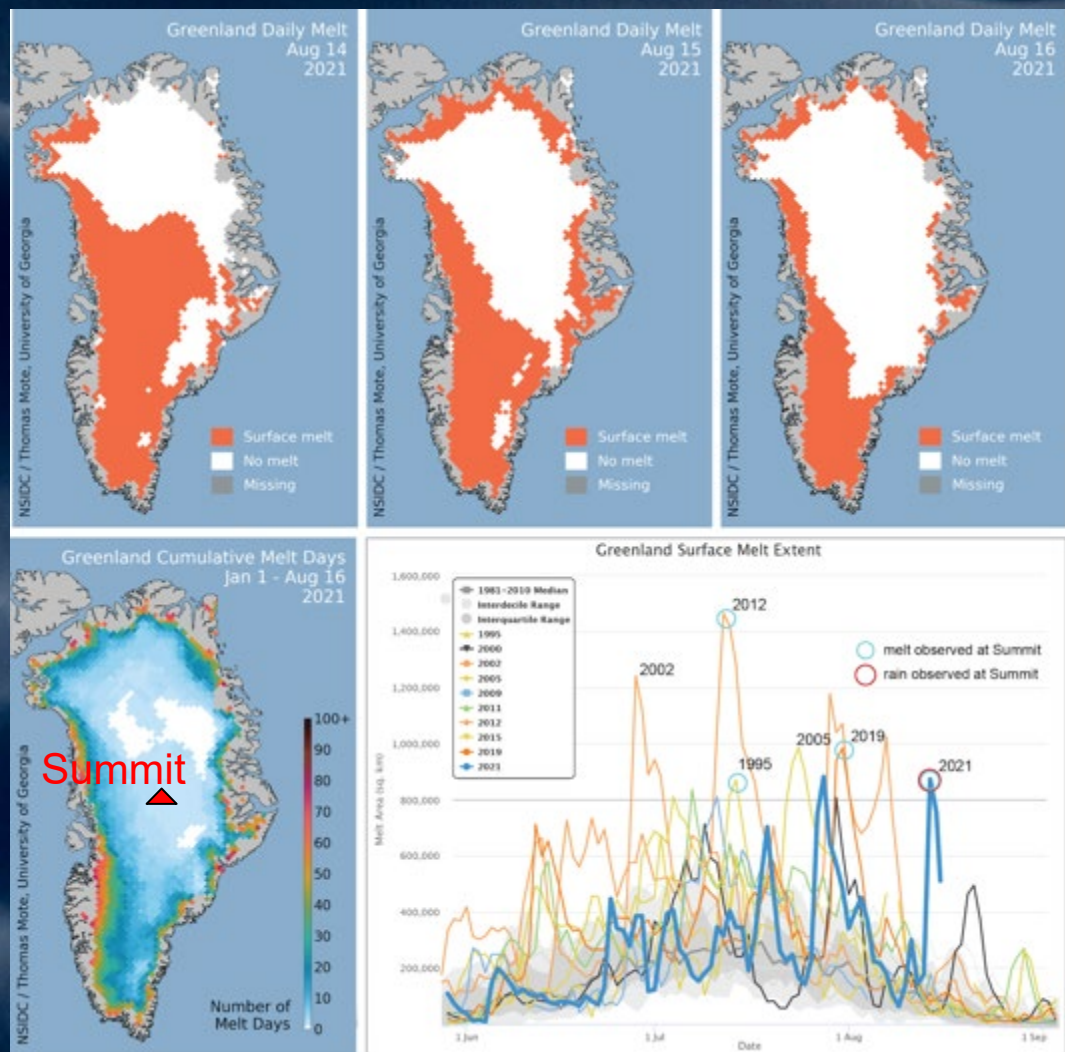 Greenland Daily Melt
Aug 14
2021
NSIDC / Thomas Mote, University of Georgia
Surface melt
No melt
Missing
Greenland Daily Melt
Aug 15
2021
NSIDC / Thomas Mote, University of Georgia
Surface melt
No melt
Missing
Greenland Daily Melt
Aug 16
2021
NSIDC / Thomas Mote, University of Georgia
Surface melt
No melt
Missing
Greenland Cumulative Melt Days
Jan 1 - Aug 16
2021
NSIDC / Thomas Mote, University of Georgia
Summit
100+
90
80
70
60
50
40
30
20
10
0
Number of
Melt Days
Greenland Surface Melt Extent
1,600,000
1,400,000
1,200,000
1,000,000
800,000
600,000
400,000
200,000
Melt Area (sq. km)
1981-2010 Median
Interdecile Range
Interquartile Range
1995
2000
2002
2005
2009
2011
2012
2015
2019
2021
2012
melt observed at Summit
rain observed at Summit
2002
2005
2019
1995
2021
1 Jun
1 Jul
1 Aug
1 Sep
Date